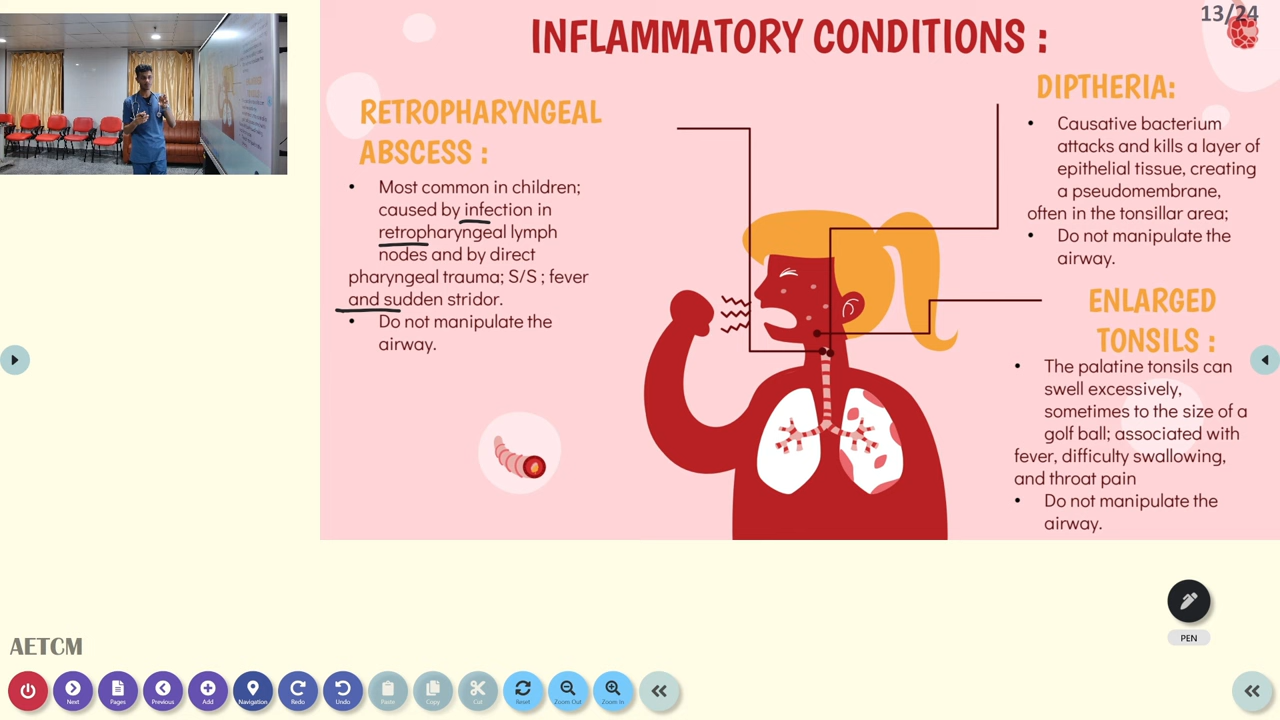 13/24
INFLAMMATORY CONDITIONS :
RETROPHARYNGEAL
ABSCESS :
• Most common in children;
caused by infection in
retropharyngeal lymph
nodes and by direct
pharyngeal trauma; S/S ; fever
and sudden stridor.
• Do not manipulate the
airway.
DIPTHERIA:
• Causative bacterium
attacks and kills a layer of
epithelial tissue, creating
a pseudomembrane,
often in the tonsillar area;
• Do not manipulate the
airway.
ENLARGED
TONSILS :
• The palatine tonsils can
swell excessively,
sometimes to the size of a
golf ball; associated with
fever, difficulty swallowing,
and throat pain
• Do not manipulate the
airway.
PEN
AETCM
Next
Pages
Previous
Add
Navigation
Redo
Undo
Paste
Copy
Cut
Reset
Zoom Out
Zoom In